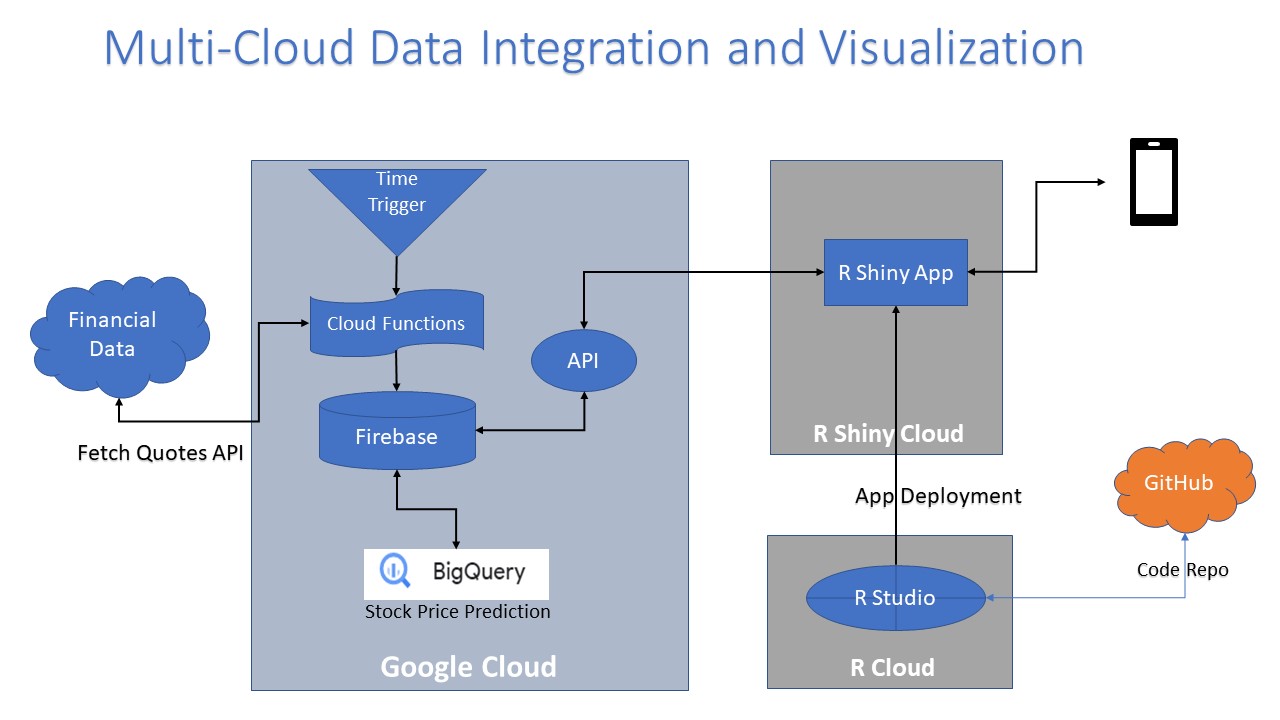 Multi-Cloud Data Integration and Visualization
Time
Trigger
Financial
Data
Cloud Functions
R Shiny App
API
Firebase
Fetch Quotes API
R Shiny Cloud
GitHub
App Deployment
BigQuery
Code Repo
Stock Price Prediction
R Studio
Google Cloud
R Cloud